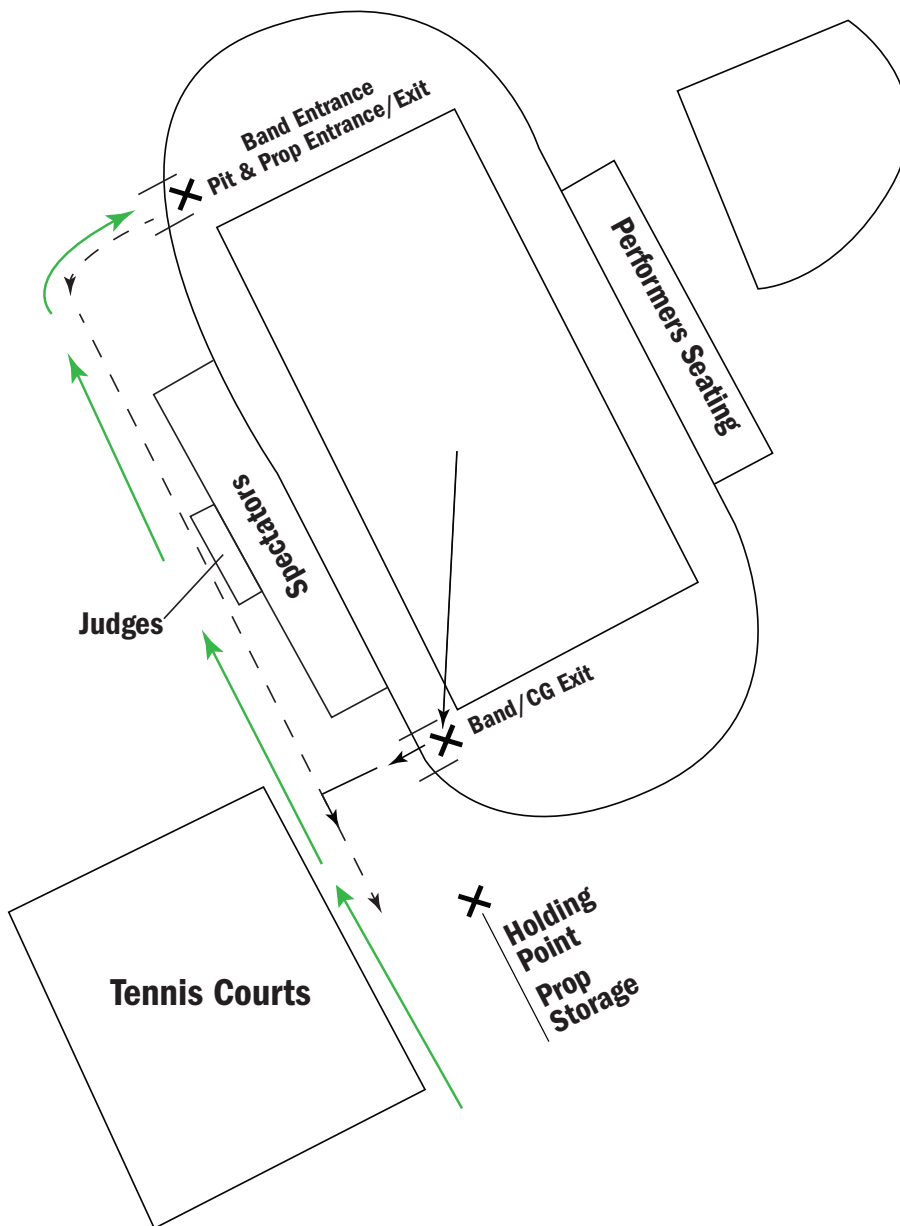 Band Entrance
Pit & Prop Entrance/Exit
Performers Seating
Spectators
Judges
Band/CG Exit
Holding
Point
Prop
Storage
Tennis Courts